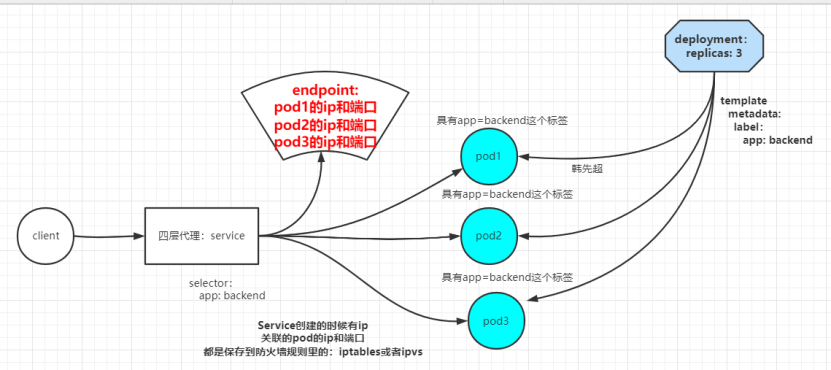 deployment:
replicas: 3
endpoint:
pod1的ip和端口
pod2的ip和端口
pod3的ip和端口
template
metadata:
label:
app: backend
具有app=backend这个标签
pod1
韩先超
具有app=backend这个标签
client
四层代理：service
pod2
selector:
app: backend
具有app=backend这个标签
pod3
Service创建的时候有ip
关联的pod的ip和端口
都是保存到防火墙规则里的：iptables或者ipvs